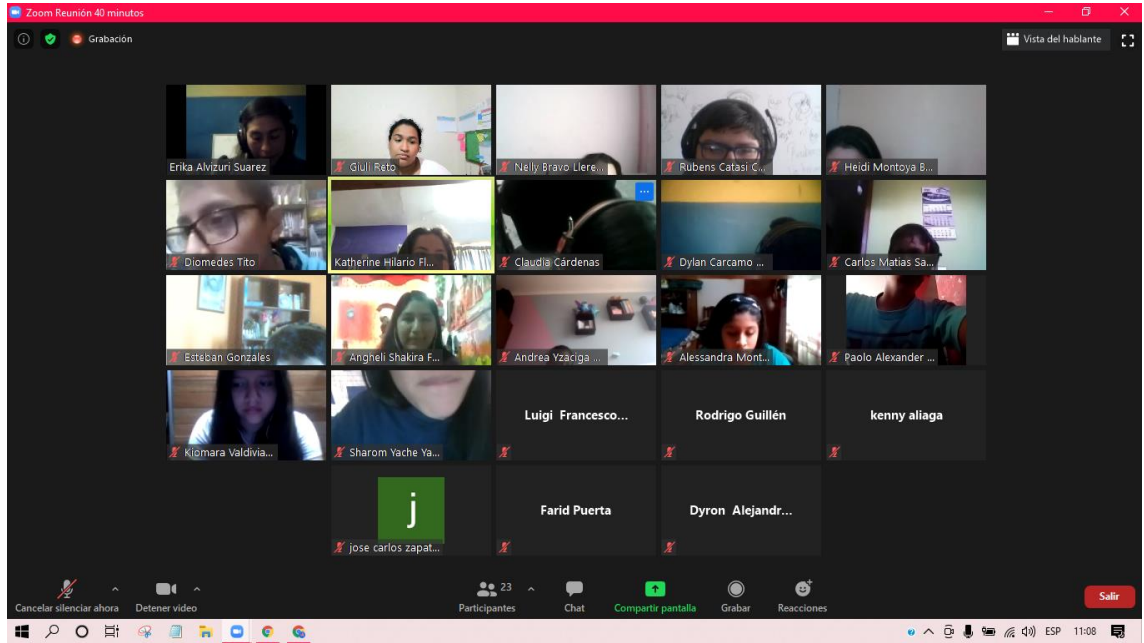 Zoom Reunión 40 minutos
Grabación
Vista del hablante
Erika Alvizuri Suarez
Giuli Reto
Nelly Bravo Llere...
Rubens Catasi C...
Heidi Montoya B...
Diomedes Tito
Katherine Hilario Fl...
Claudia Cárdenas
Dylan Carcamo ...
Carlos Matias Sa...
Esteban Gonzales
Angheli Shakira F...
Andrea Yzaciga ...
Alessandra Mont...
Paolo Alexander ...
Kiomara Valdivia...
Sharom Yache Ya...
Luigi Francesco...
Rodrigo Guillén
kenny aliaga
j
jose carlos zapat...
Farid Puerta
Dyron Alejandr...
Cancelar silenciar ahora
Detener video
23
Participantes
Chat
Compartir pantalla
Grabar
Reacciones
Salir
ESP
11:08